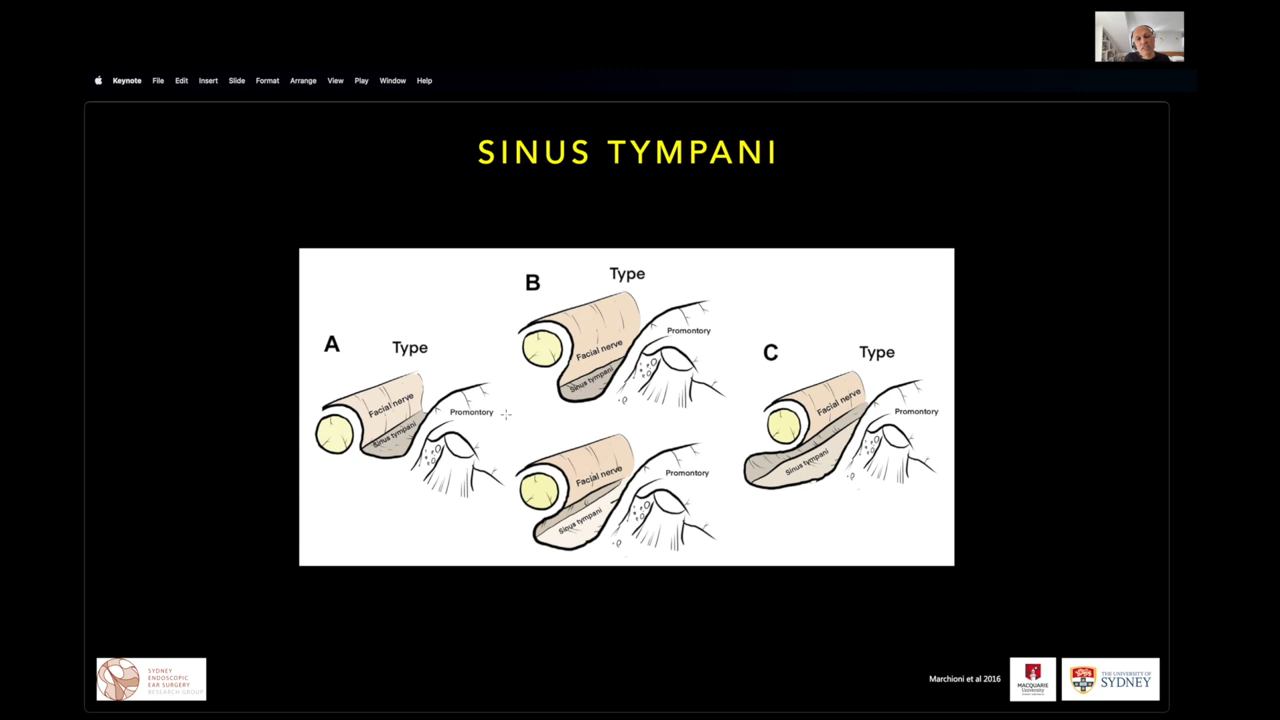 Keynote File Edit Insert Slide Format Arrange View Play Window Help
SINUS TYMPANI
A
Type
Facial nerve
Sinus tympani
Promontory
B
Type
Facial nerve
Sinus tympani
Promontory
Facial nerve
Sinus tympani
Promontory
C
Type
Facial nerve
Sinus tympani
Promontory
SYDNEY
ENDOSCOPIC
EAR SURGERY
RESEARCH GROUP
Marchioni et al 2016
MACQUARIE
University
THE UNIVERSITY OF
SYDNEY